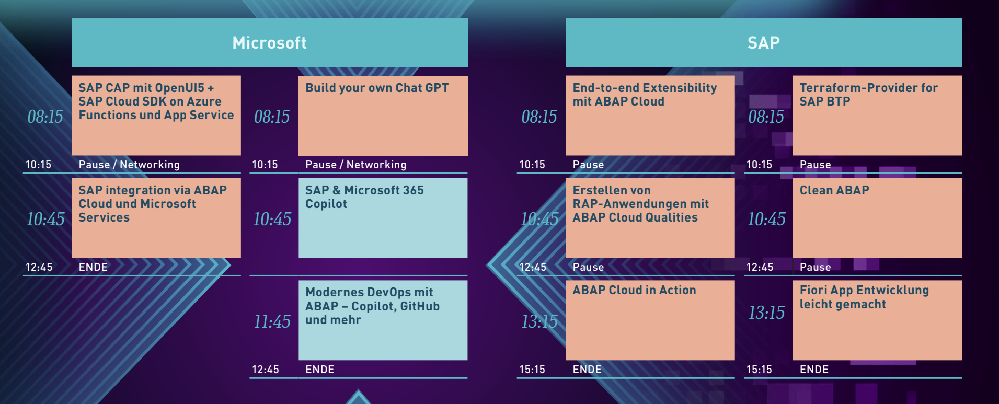 Microsoft
08:15
SAP CAP mit OpenUI5 +
SAP Cloud SDK on Azure
Functions und App Service
10:15 Pause / Networking
10:45
SAP integration via ABAP
Cloud und Microsoft
Services
12:45 ENDE
08:15
Build your own Chat GPT
10:15 Pause / Networking
10:45
SAP & Microsoft 365
Copilot
11:45
Modernes DevOps mit
ABAP – Copilot, GitHub
und mehr
12:45 ENDE
SAP
08:15
End-to-end Extensibility
mit ABAP Cloud
10:15 Pause
10:45
Erstellen von
RAP-Anwendungen mit
ABAP Cloud Qualities
12:45 Pause
13:15
ABAP Cloud in Action
15:15 ENDE
08:15
Terraform-Provider for
SAP BTP
10:15 Pause
10:45
Clean ABAP
12:45 Pause
13:15
Fiori App Entwicklung
leicht gemacht
15:15 ENDE